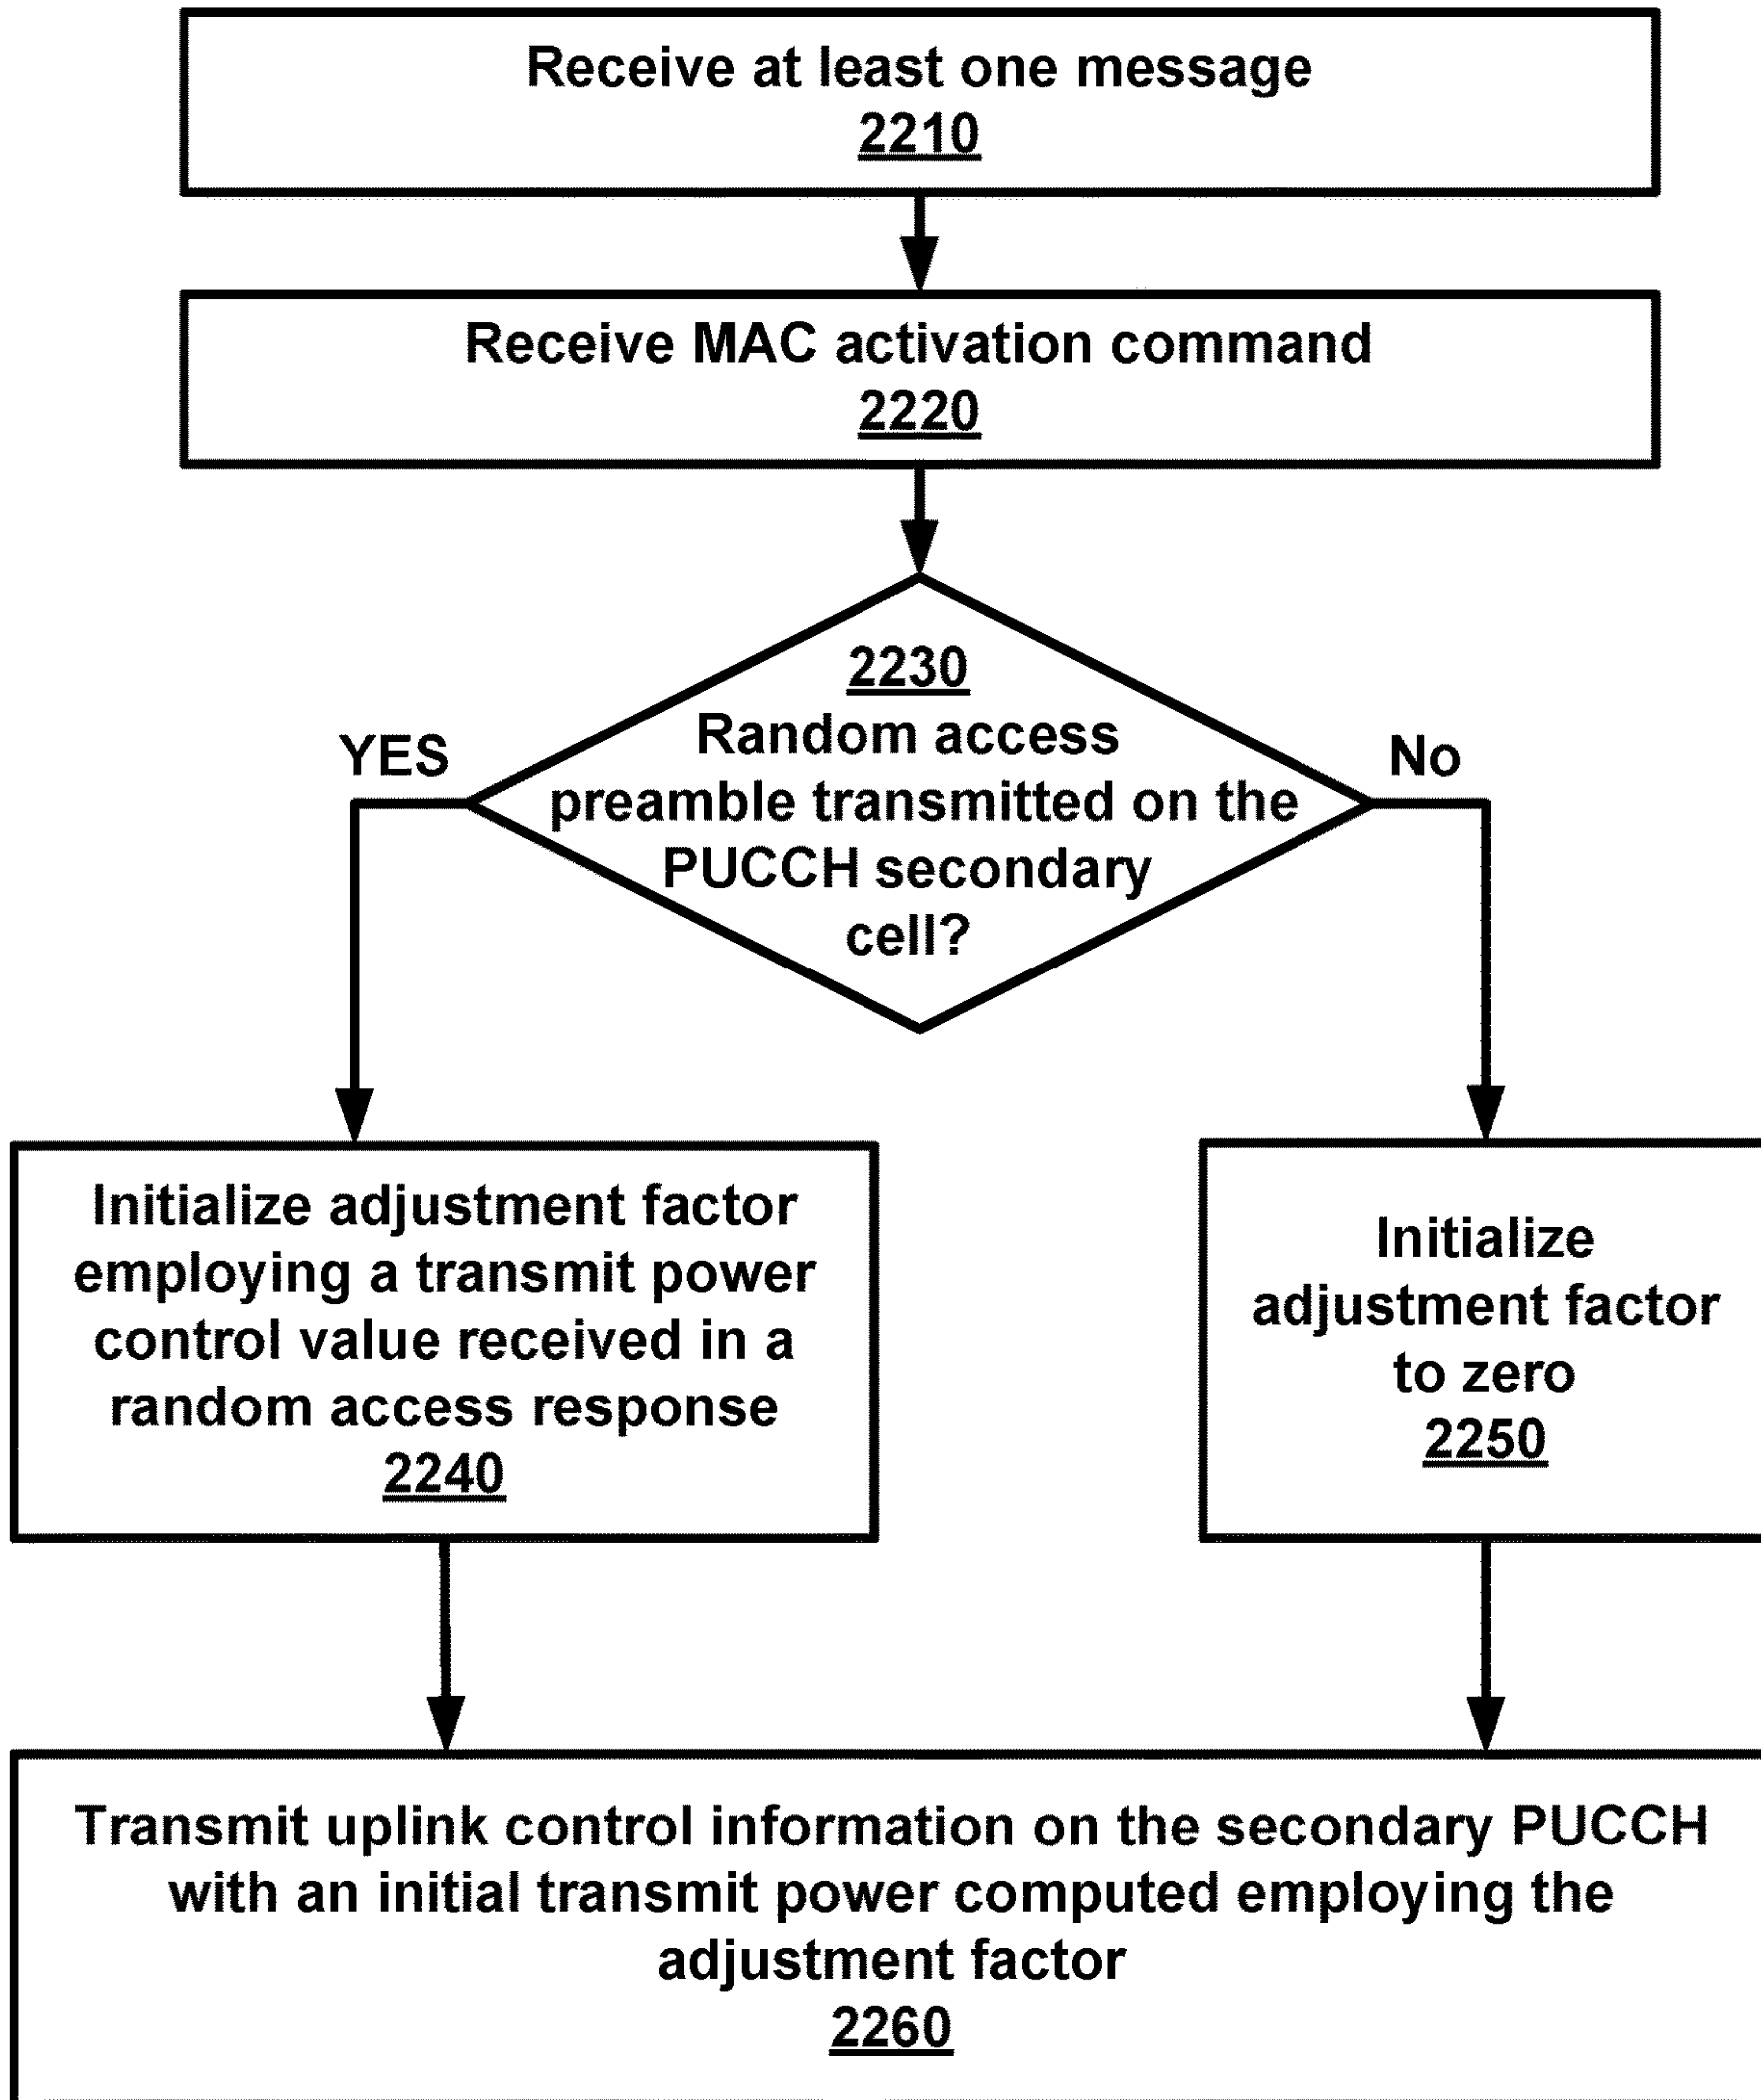 Receive at least one message
2210
Receive MAC activation command
2220
2230
Random access
preamble transmitted on the
PUCCH secondary
cell?
YES
No
Initialize adjustment factor
employing a transmit power
control value received in a
random access response
2240
Initialize
adjustment factor
to zero
2250
Transmit uplink control information on the secondary PUCCH
with an initial transmit power computed employing the
adjustment factor
2260